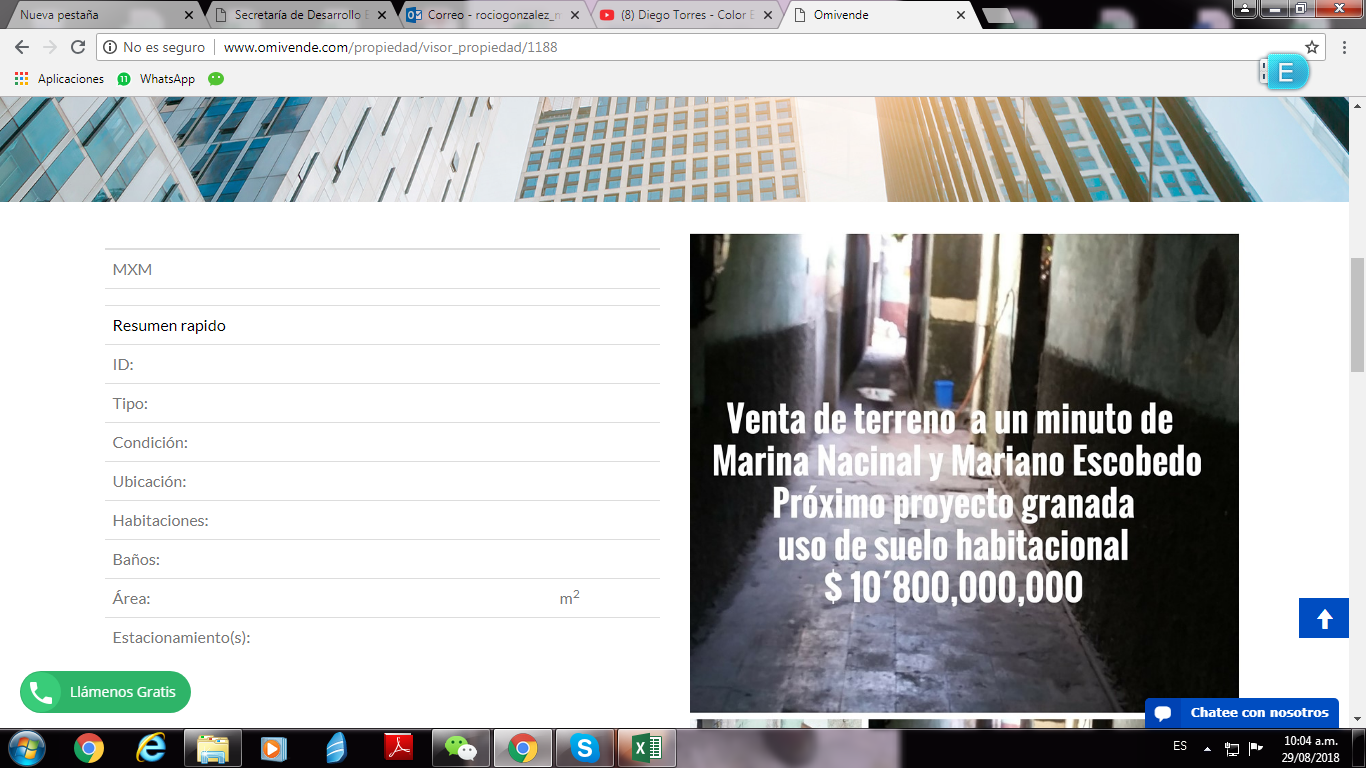 Nueva pestaña
Secretaría de Desarrollo E
Correo - rociogonzalez_m
(8) Diego Torres - Color E
Omivende
No es seguro
www.omivende.com/propiedad/visor_propiedad/1188
Aplicaciones
11
WhatsApp
E
MXM
Resumen rapido
ID:
Tipo:
Condición:
Ubicación:
Habitaciones:
Baños:
Área: m²
Estacionamiento(s):
Venta de terreno a un minuto de
Marina Nacinal y Mariano Escobedo
Próximo proyecto granada
uso de suelo habitacional
$ 10´800,000,000
Llámenos Gratis
Chatee con nosotros
ES
10:04 a.m.
29/08/2018